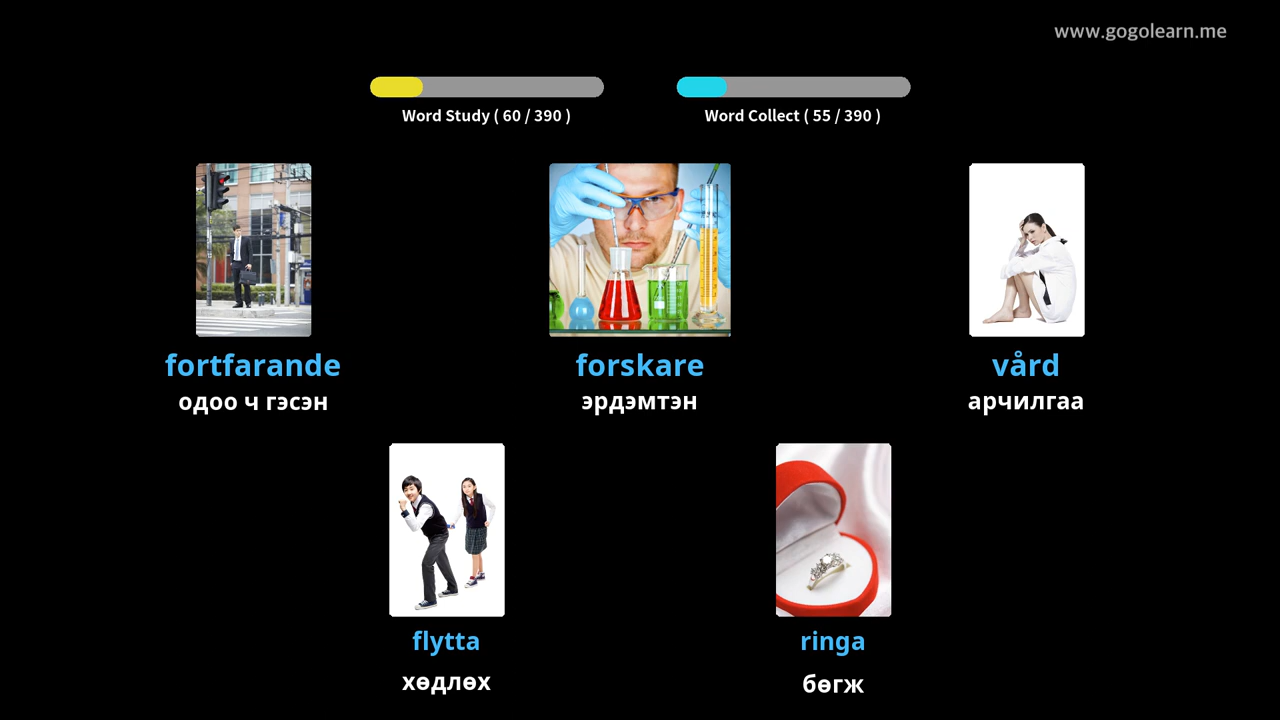 www.gogolearn.me
Word Study ( 60 / 390 )
Word Collect ( 55 / 390 )
fortfarande
одоо ч гэсэн
forskare
эрдэмтэн
vård
арчилгаа
flytta
хөдлөх
ringa
бөгж